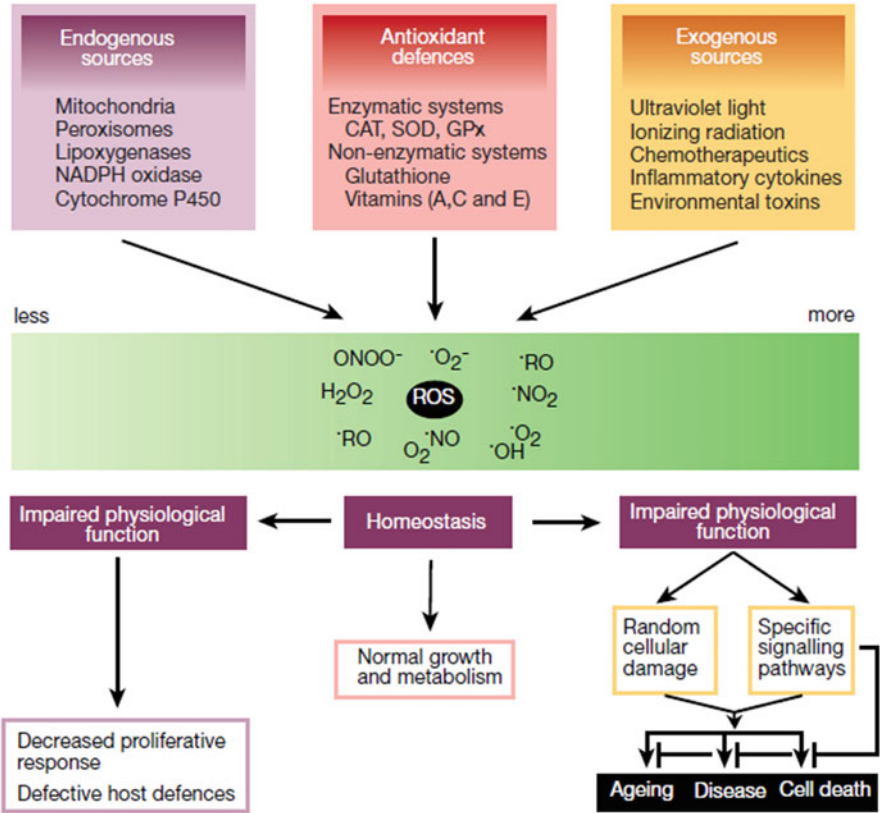 Endogenous
sources
Mitochondria
Peroxisomes
Lipoxygenases
NADPH oxidase
Cytochrome P450
Antioxidant
defences
Enzymatic systems
CAT, SOD, GPx
Non-enzymatic systems
Glutathione
Vitamins (A,C and E)
Exogenous
sources
Ultraviolet light
Ionizing radiation
Chemotherapeutics
Inflammatory cytokines
Environmental toxins
less
more
ONOO⁻ ·O₂⁻ ·RO
H₂O₂ ROS ·NO₂
·RO O₂ ·NO ·OH ·O₂
Impaired physiological
function
Homeostasis
Impaired physiological
function
Random
cellular
damage
Specific
signalling
pathways
Normal growth
and metabolism
Decreased proliferative
response
Defective host defences
Ageing Disease Cell death